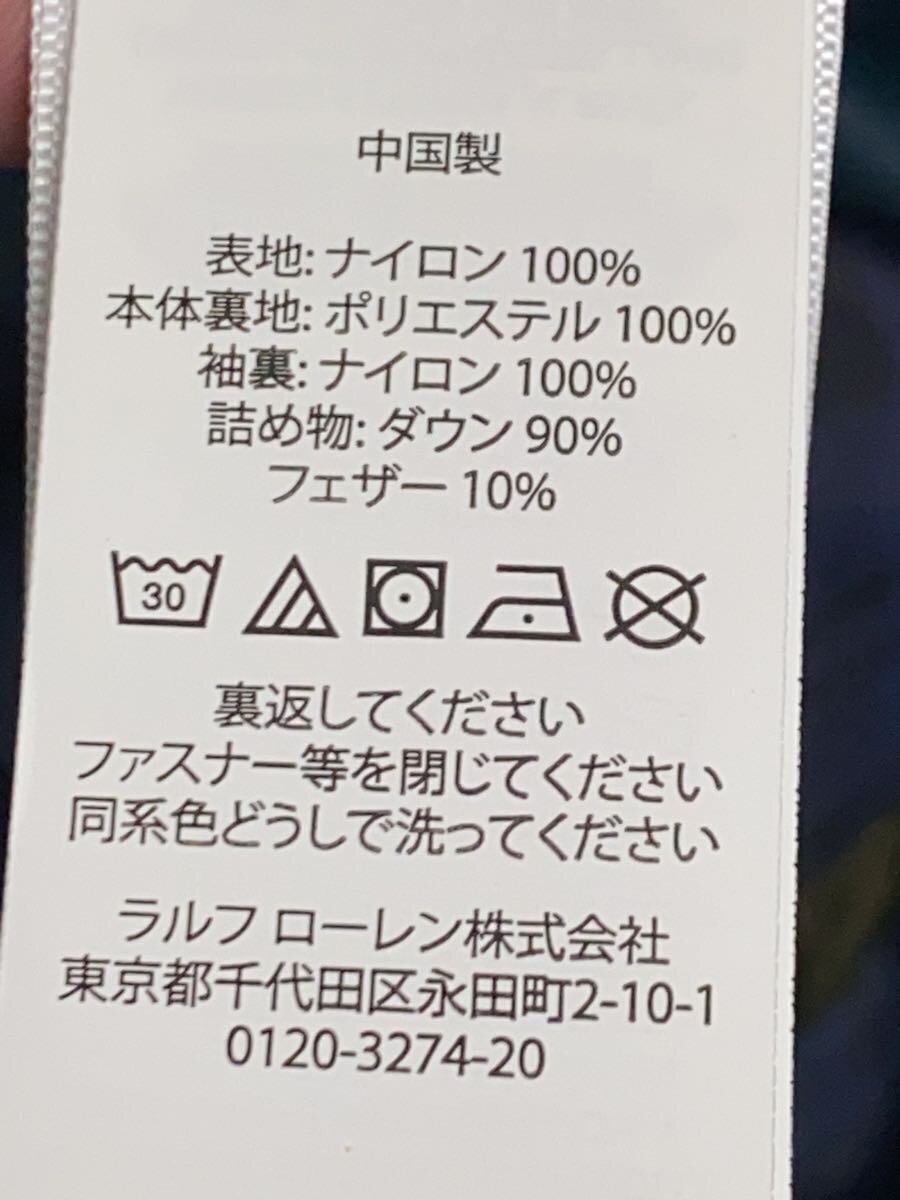 中国製
表地: ナイロン 100%
本体裏地: ポリエステル 100%
袖裏: ナイロン 100%
詰め物: ダウン 90%
フェザー 10%
30
裏返してください
ファスナー等を閉じてください
同系色どうしで洗ってください
ラルフ ローレン株式会社
東京都千代田区永田町2-10-1
0120-3274-20